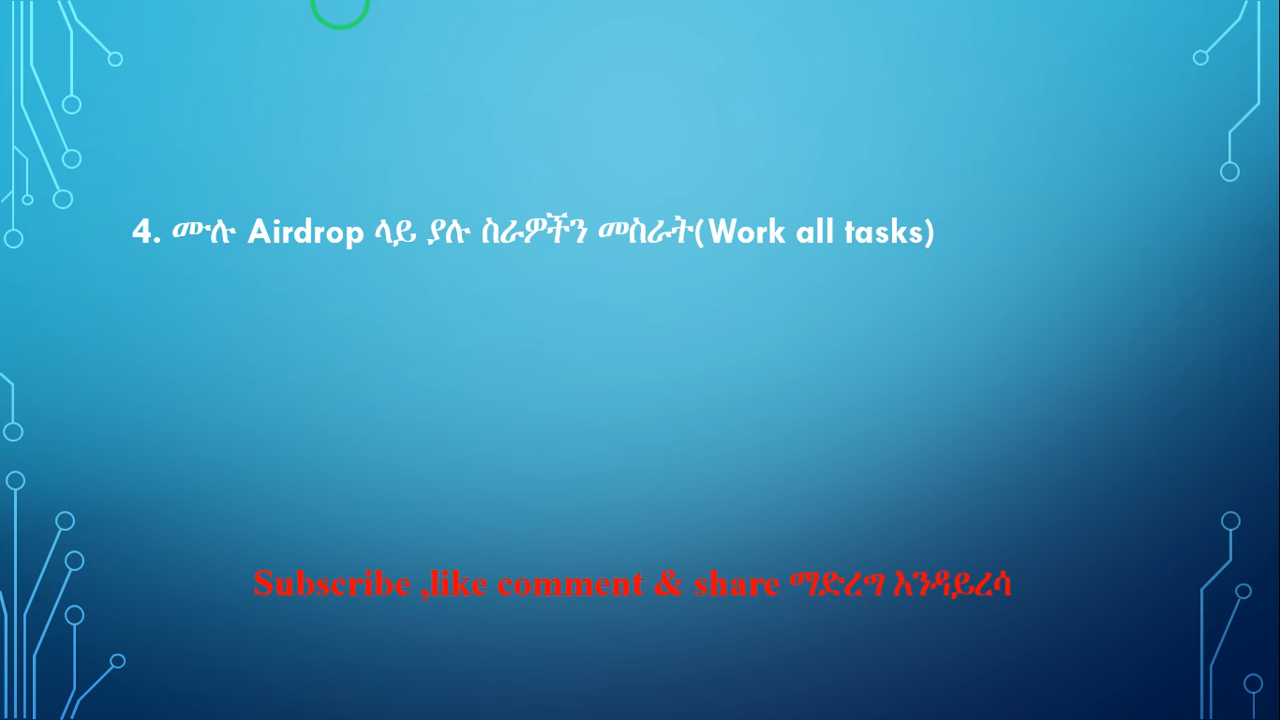 4. ሙሉ Airdrop ላይ ያሉ ስራዎችን መስራት(Work all tasks)
Subscribe ,like comment & share ማድረግ እንዳይረሳ